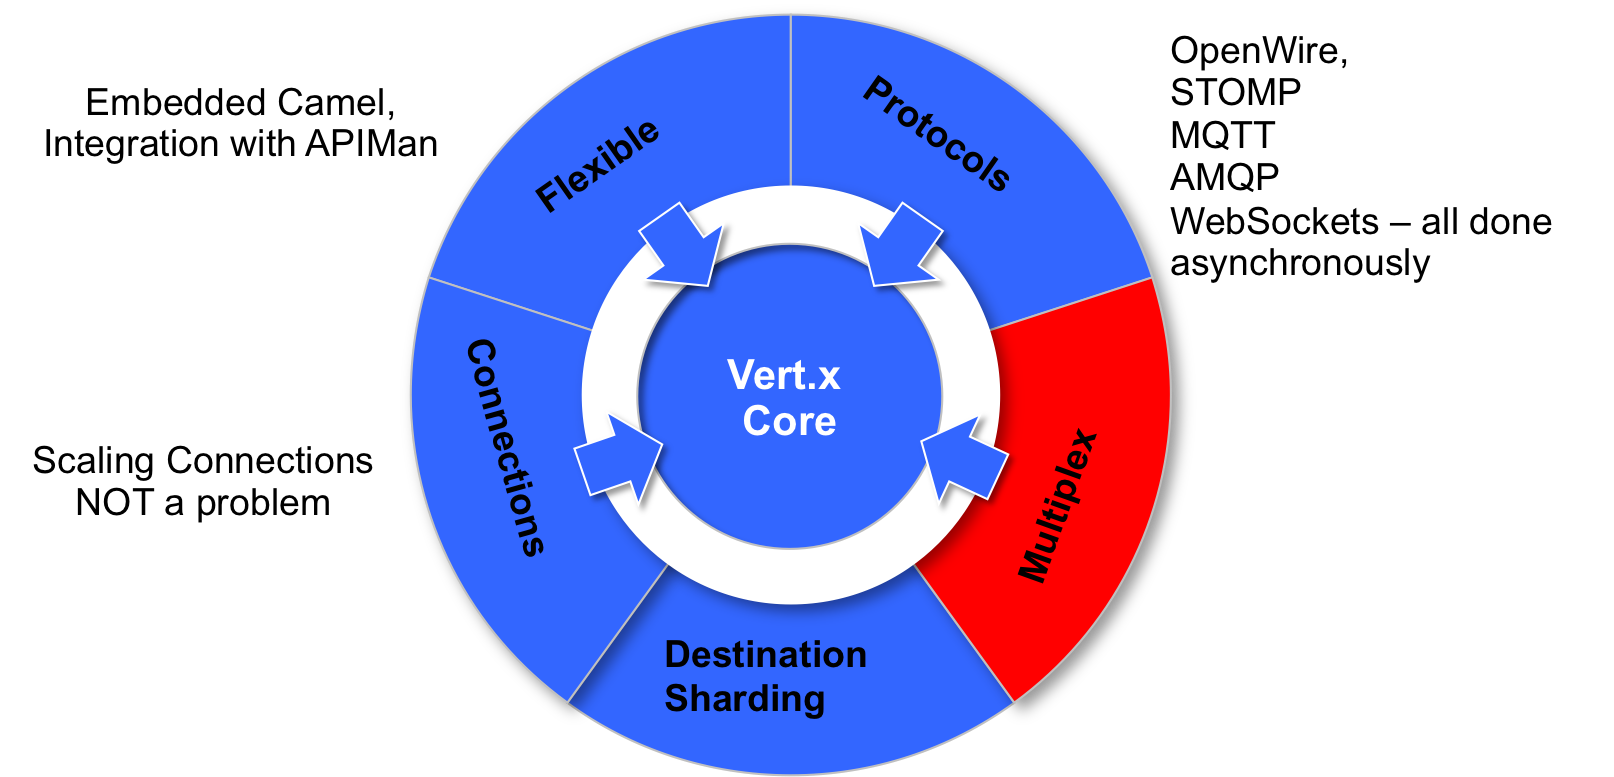 Embedded Camel,
Integration with APIMan
Flexible
Protocols
OpenWire,
STOMP
MQTT
AMQP
WebSockets – all done
asynchronously
Connections
Vert.x
Core
Multiplex
Scaling Connections
NOT a problem
Destination
Sharding